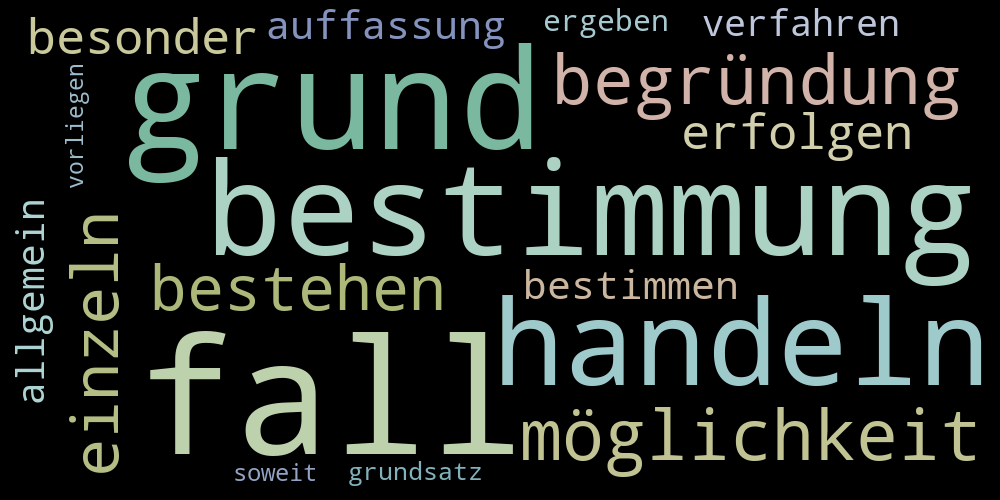 besonder
auffassung
ergeben
verfahren
grund
begründung
vorliegen
erfolgen
bestimmung
allgemein
einzeln
bestehen
bestimmen
handeln
fall
möglichkeit
soweit
grundsatz